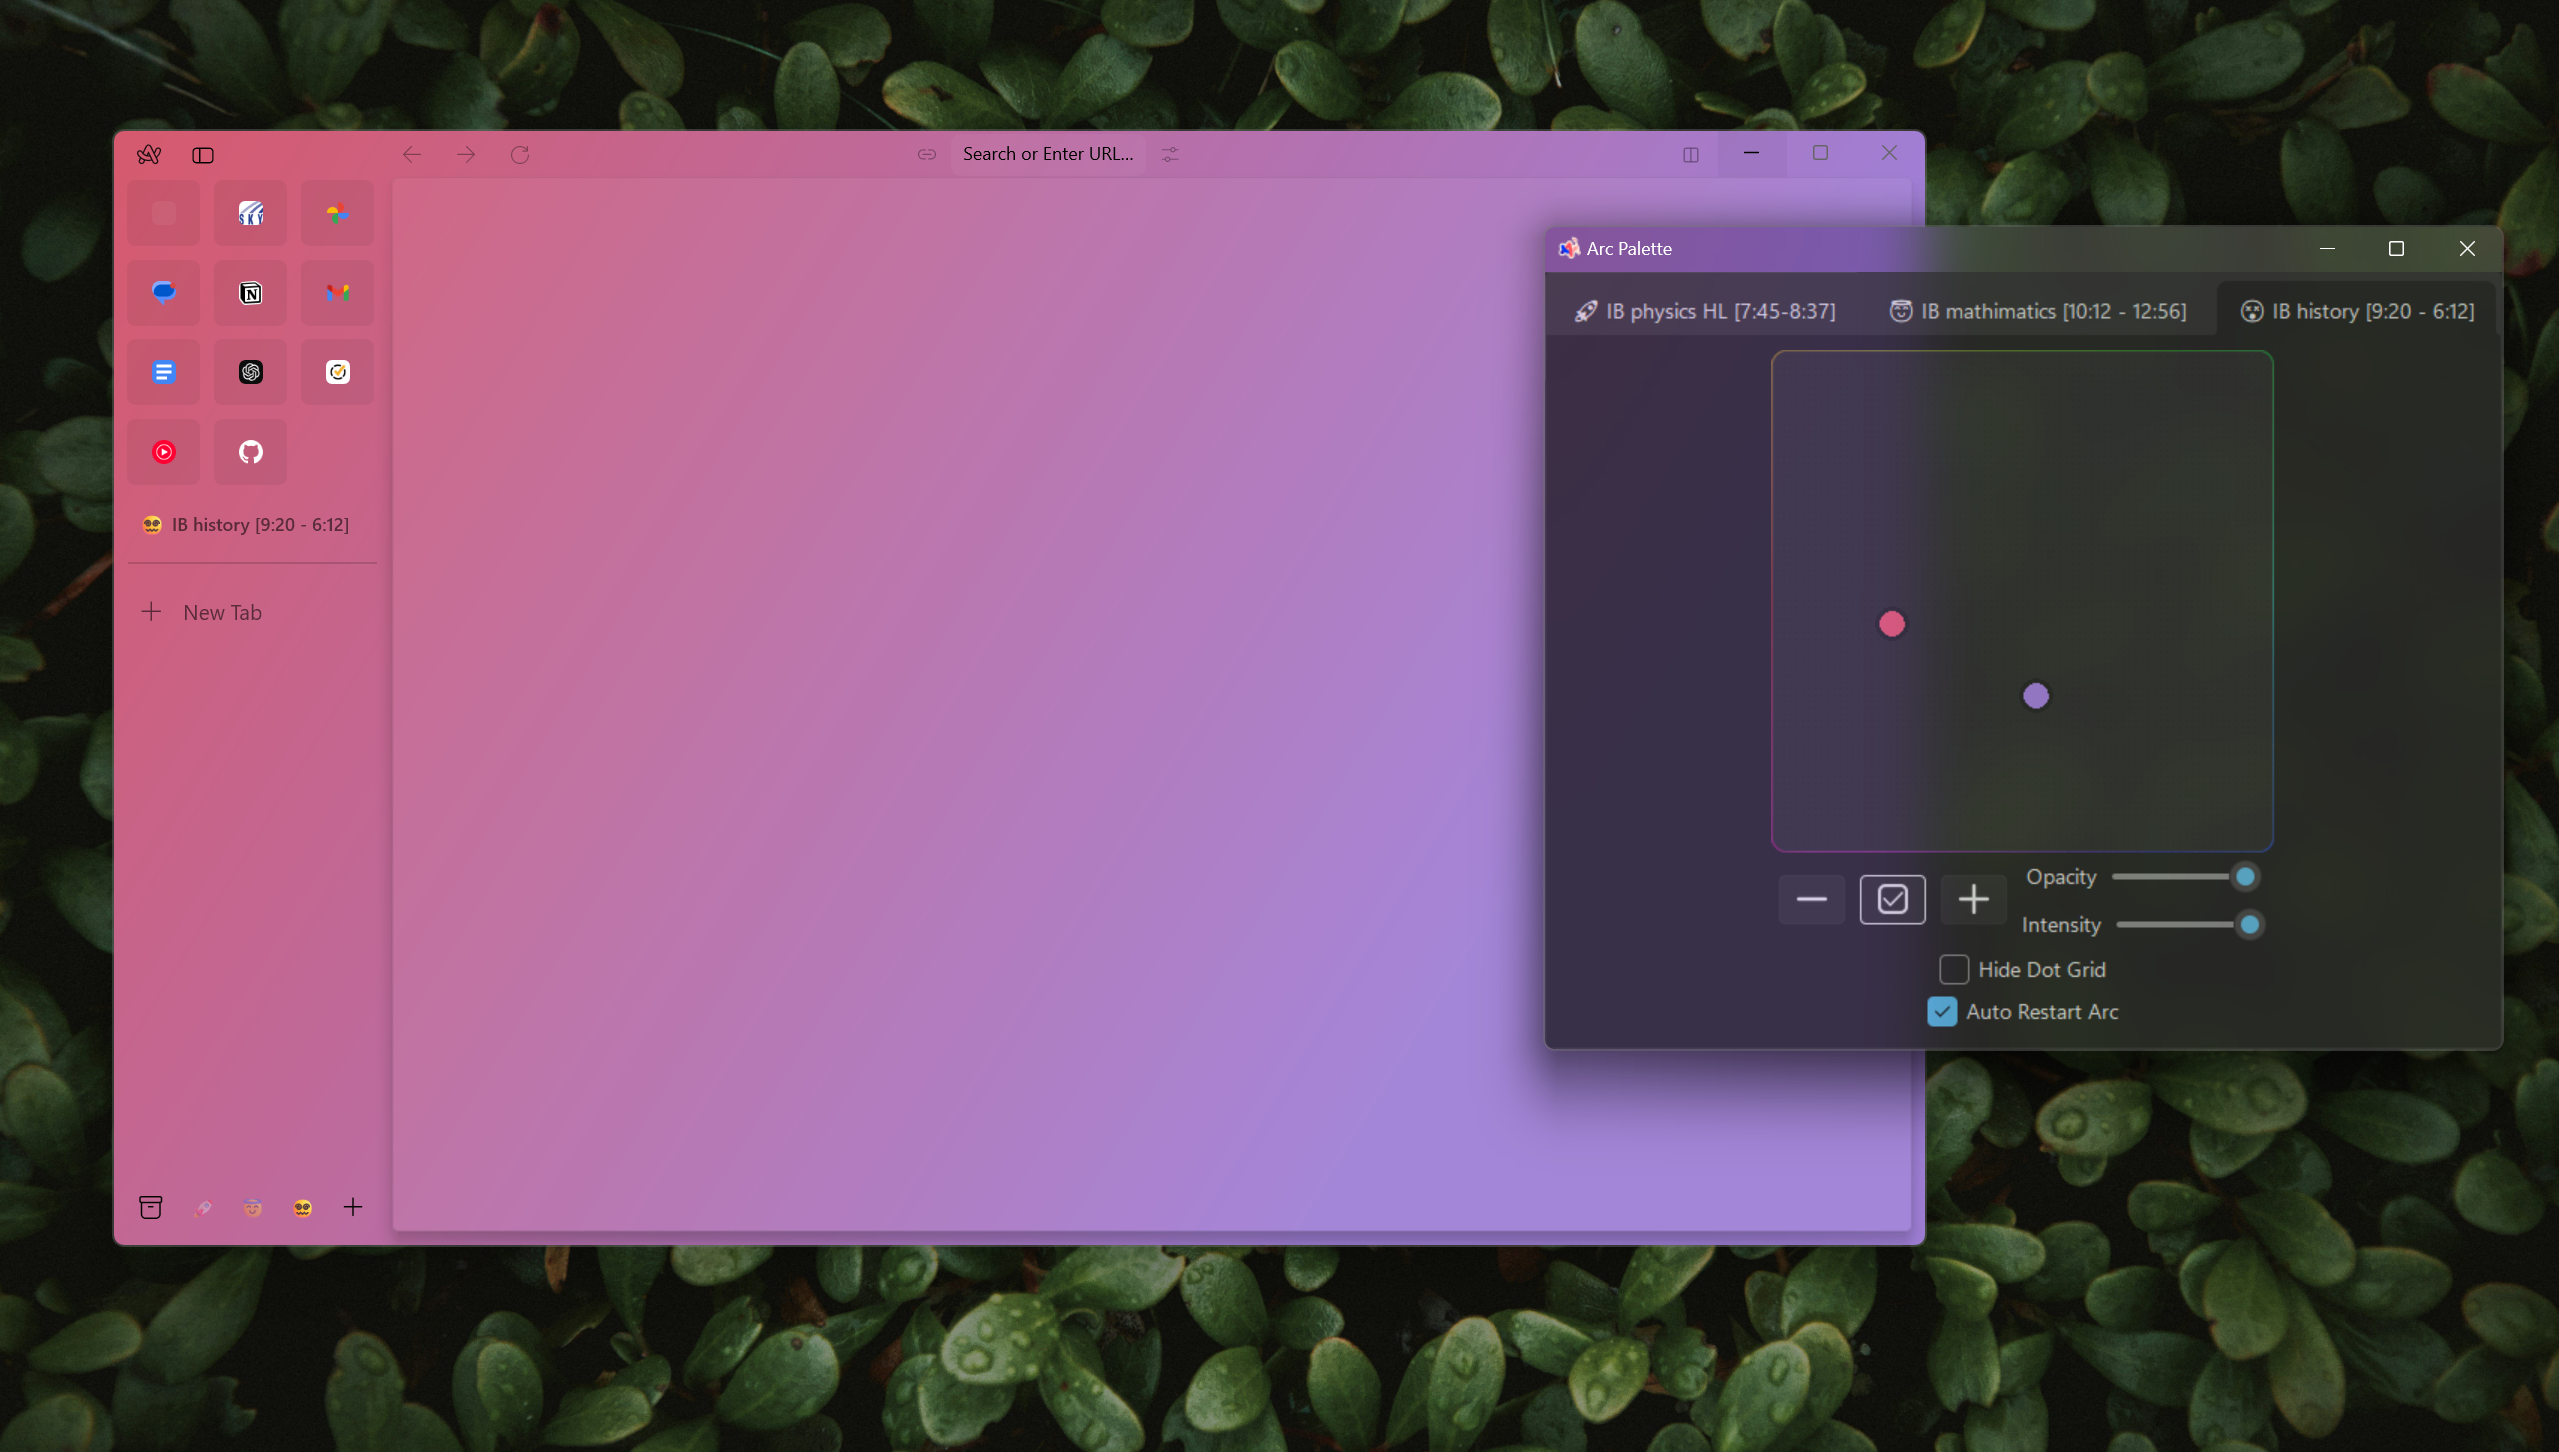 Search or Enter URL...
SKY
IB history [9:20 - 6:12]
New Tab
Arc Palette
IB physics HL [7:45-8:37]
IB mathimatics [10:12 - 12:56]
IB history [9:20 - 6:12]
Opacity
Intensity
Hide Dot Grid
Auto Restart Arc